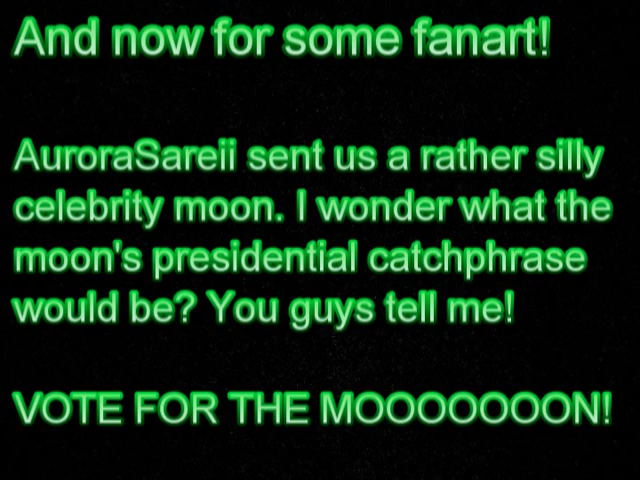 And now for some fanart!
AuroraSareii sent us a rather silly
celebrity moon. I wonder what the
moon's presidential catchphrase
would be? You guys tell me!
VOTE FOR THE MOOOOOOON!